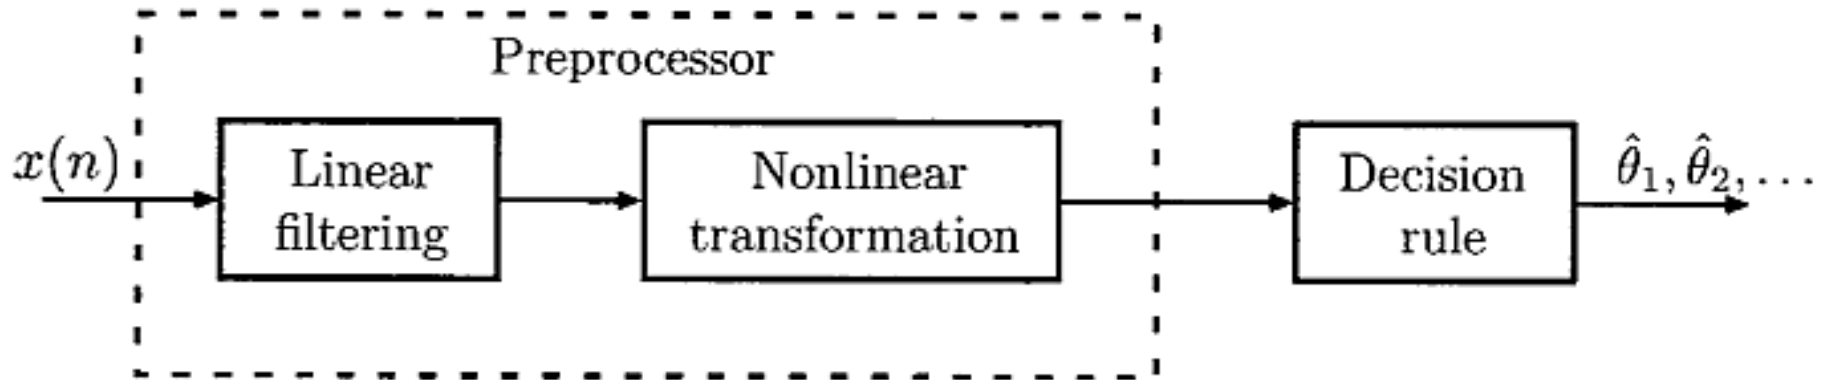 Preprocessor
x(n)
Linear
filtering
Nonlinear
transformation
Decision
rule
θ̂₁, θ̂₂, …